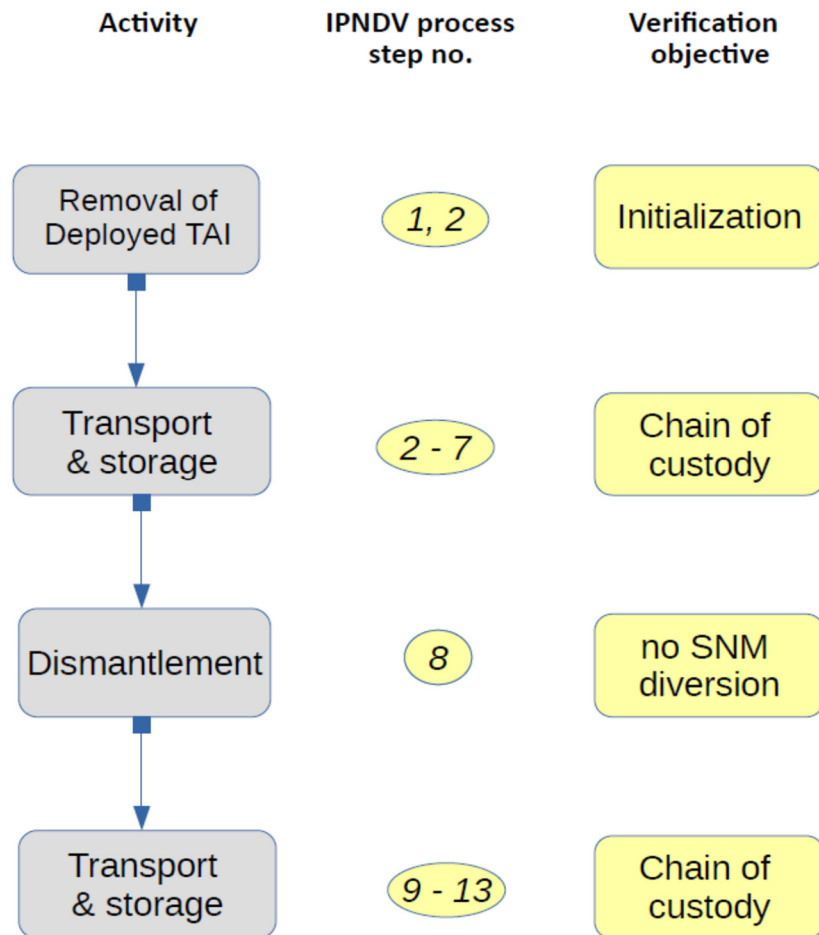 Activity
IPNDV process
step no.
Verification
objective
Removal of
Deployed TAI
1, 2
Initialization
Transport
& storage
2 - 7
Chain of
custody
Dismantlement
8
no SNM
diversion
Transport
& storage
9 - 13
Chain of
custody